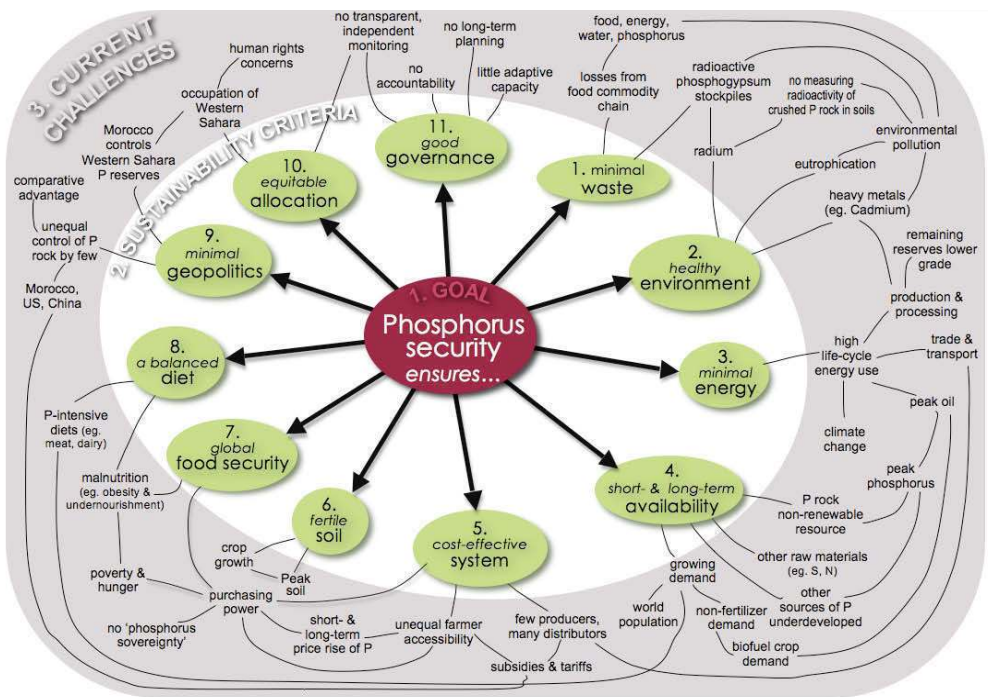 3. CURRENT
CHALLENGES
2. SUSTAINABILITY CRITERIA
1. GOAL
Phosphorus
security
ensures...
1. minimal
waste
2.
healthy
environment
3.
minimal
energy
4.
short- & long-term
availability
5.
cost-effective
system
6.
fertile
soil
7.
global
food security
8.
a balanced
diet
9.
minimal
geopolitics
10.
equitable
allocation
11.
good
governance
human rights
concerns
no transparent,
independent
monitoring
no long-term
planning
no
accountability
little adaptive
capacity
food, energy,
water, phosphorus
losses from
food commodity
chain
radioactive
phosphogypsum
stockpiles
no measuring
radioactivity of
crushed P rock in soils
radium
environmental
pollution
eutrophication
heavy metals
(eg. Cadmium)
remaining
reserves lower
grade
production &
processing
high
life-cycle
energy use
trade &
transport
climate
change
peak oil
peak
phosphorus
P rock
non-renewable
resource
other raw materials
(eg. S, N)
other
sources of P
underdeveloped
growing
demand
world
population
non-fertilizer
demand
biofuel crop
demand
few producers,
many distributors
subsidies & tariffs
unequal farmer
accessibility
short- &
long-term
price rise of P
purchasing
power
no 'phosphorus
sovereignty'
crop
growth
Peak
soil
poverty &
hunger
malnutrition
(eg. obesity &
undernourishment)
P-intensive
diets (eg.
meat, dairy)
Morocco,
US, China
unequal
control of P
rock by few
comparative
advantage
Morocco
controls
Western Sahara
P reserves
occupation of
Western
Sahara